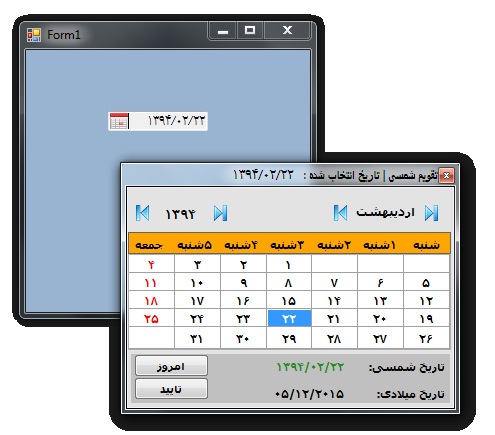 Form1
۱۳۹۴/۰۲/۲۲
تقویم شمسی | تاریخ انتخاب شده : ۱۳۹۴/۰۲/۲۲
اردیبهشت ۱۳۹۴
شنبه ۱شنبه ۲شنبه ۳شنبه ۴شنبه ۵شنبه جمعه
۱ ۲ ۳ ۴
۵ ۶ ۷ ۸ ۹ ۱۰ ۱۱
۱۲ ۱۳ ۱۴ ۱۵ ۱۶ ۱۷ ۱۸
۱۹ ۲۰ ۲۱ ۲۲ ۲۳ ۲۴ ۲۵
۲۶ ۲۷ ۲۸ ۲۹ ۳۰ ۳۱
تاریخ شمسی: ۱۳۹۴/۰۲/۲۲ امروز
تاریخ میلادی: ۰۵/۱۲/۲۰۱۵ تایید